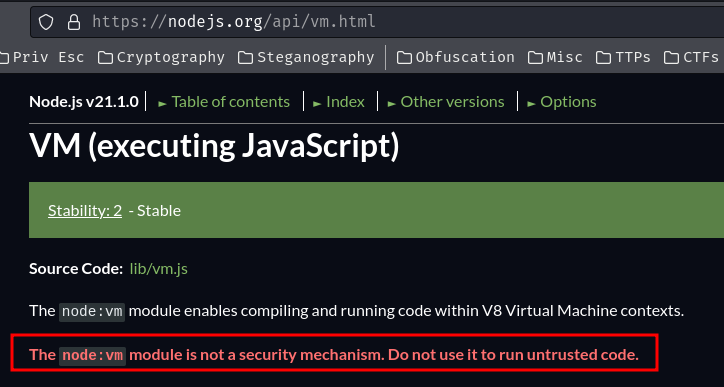 https://nodejs.org/api/vm.html
Priv Esc Cryptography Steganography Obfuscation Misc TTPs CTFs
Node.js v21.1.0 ► Table of contents ► Index ► Other versions ► Options
VM (executing JavaScript)
Stability: 2 - Stable
Source Code: lib/vm.js
The node:vm module enables compiling and running code within V8 Virtual Machine contexts.
The node:vm module is not a security mechanism. Do not use it to run untrusted code.